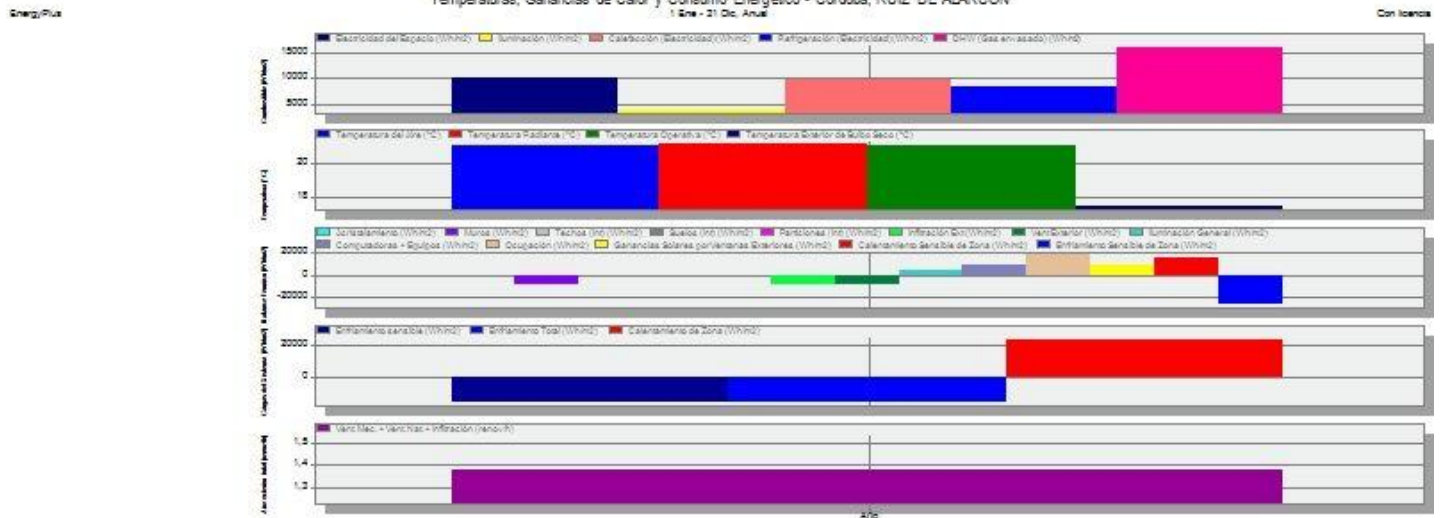 Temperaturas, Ganancias de Calor y Consumo Energético - Córdoba, RUIZ DE ALARCON
EnergyPlus
1 Ene - 31 Dic, Anual
Con licencia
Electricidad del Espacio (Wh/m2) Iluminación (Wh/m2) Calefacción (Electricidad) (Wh/m2) Refrigeración (Electricidad) (Wh/m2) DHW (Gas envasado) (Wh/m2)
15000
10000
5000
Temperatura del Aire (°C) Temperatura Radiante (°C) Temperatura Operativa (°C) Temperatura Exterior de Bulbo Seco (°C)
20
Temperatura (°C)
Acristalamiento (Wh/m2) Muros (Wh/m2) Techos (Int) (Wh/m2) Suelos (Int) (Wh/m2) Particiones (Int) (Wh/m2) Infiltración Ext (Wh/m2) Vent Exterior (Wh/m2) Iluminación General (Wh/m2)
Computadoras + Equipos (Wh/m2) Ocupación (Wh/m2) Ganancias Solares por Ventanas Exteriores (Wh/m2) Calentamiento Sensible de Zona (Wh/m2) Enfriamiento Sensible de Zona (Wh/m2)
20000
0
-20000
Enfriamiento sensible (Wh/m2) Enfriamiento Total (Wh/m2) Calentamiento de Zona (Wh/m2)
20000
0
Vent Mec. + Vent Nat + Infiltración (renov/h)
1,5
1,4
1,3
Año